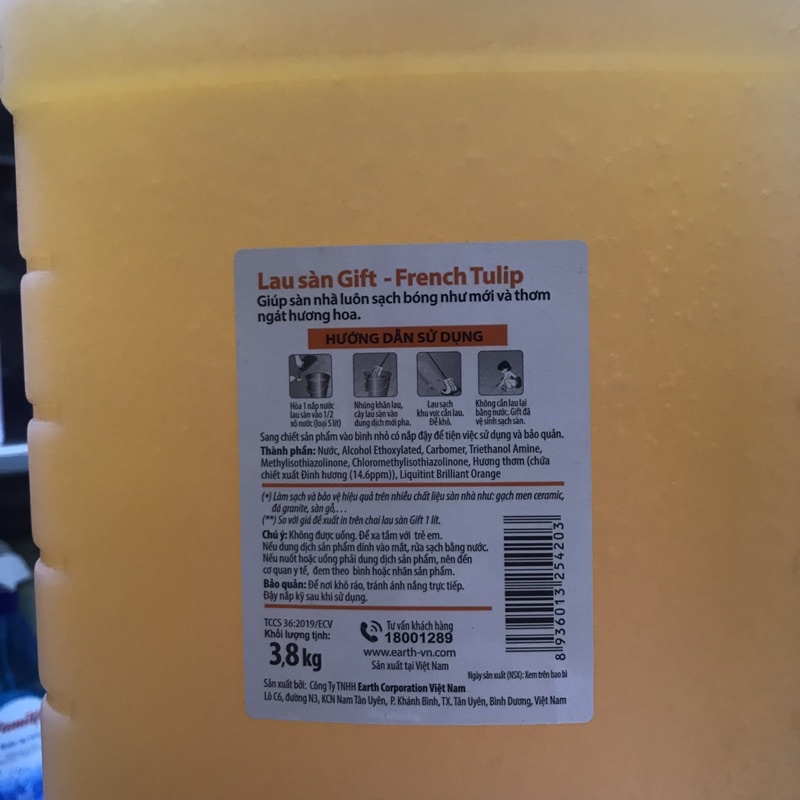 Lau sàn Gift - French Tulip
Giúp sàn nhà luôn sạch bóng như mới và thơm
ngát hương hoa.
HƯỚNG DẪN SỬ DỤNG
Hòa 1 nắp nước
lau sàn vào 1/2
xô nước (loại 5 lít)
Nhúng khăn lau,
cây lau sàn vào
dung dịch mới pha.
Lau sạch
khu vực cần lau.
Để khô.
Không cần lau lại
bằng nước. Gift đã
vệ sinh sạch sàn.
Sang chiết sản phẩm vào bình nhỏ có nắp đậy để tiện việc sử dụng và bảo quản.
Thành phần: Nước, Alcohol Ethoxylated, Carbomer, Triethanol Amine,
Methylisothiazolinone, Chloromethylisothiazolinone, Hương thơm (chứa
chiết xuất Đinh hương (14.6ppm)), Liquitint Brilliant Orange
(*) Làm sạch và bảo vệ hiệu quả trên nhiều chất liệu sàn nhà như: gạch men ceramic,
đá granite, sàn gỗ,...
(**) So với giá đề xuất in trên chai lau sàn Gift 1 lít.
Chú ý: Không được uống. Để xa tầm với trẻ em.
Nếu dung dịch sản phẩm dính vào mắt, rửa sạch bằng nước.
Nếu nuốt hoặc uống phải dung dịch sản phẩm, nên đến
cơ quan y tế, đem theo bình hoặc nhãn sản phẩm.
Bảo quản: Để nơi khô ráo, tránh ánh nắng trực tiếp.
Đậy nắp kỹ sau khi sử dụng.
8 936013 254203
TCCS 36:2019/ECV
Khối lượng tịnh:
3,8 kg
Tư vấn khách hàng
18001289
www.earth-vn.com
Sản xuất tại Việt Nam
Ngày sản xuất (NSX): Xem trên bao bì
Sản xuất bởi: Công Ty TNHH Earth Corporation Việt Nam
Lô C6, đường N3, KCN Nam Tân Uyên, P. Khánh Bình, TX. Tân Uyên, Bình Dương, Việt Nam